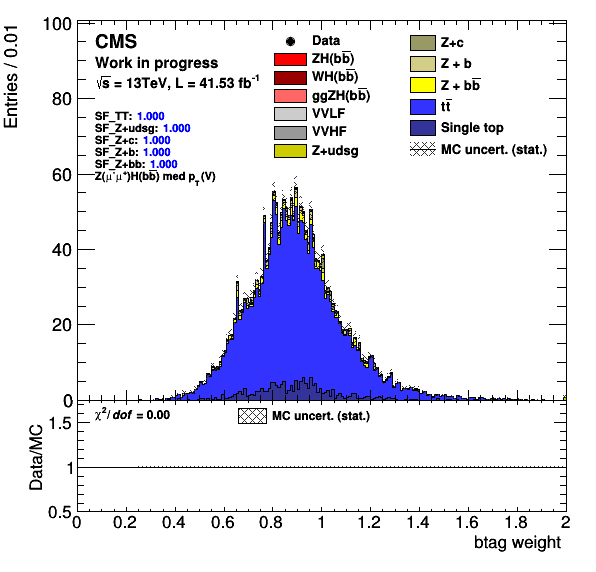 Entries / 0.01
100
80
60
40
20
0
CMS
Work in progress
√s = 13TeV, L = 41.53 fb⁻¹
SF_TT: 1.000
SF_Z+udsg: 1.000
SF_Z+c: 1.000
SF_Z+b: 1.000
SF_Z+bb: 1.000
Z(μ⁻μ⁺)H(bb̅) med p_T(V)
Data
ZH(bb̅)
WH(bb̅)
ggZH(bb̅)
VVLF
VVHF
Z+udsg
Z+c
Z + b
Z + bb̅
tt̅
Single top
MC uncert. (stat.)
Data/MC
1.5
1
0.5
χ²/dof = 0.00
MC uncert. (stat.)
0 0.2 0.4 0.6 0.8 1 1.2 1.4 1.6 1.8 2
btag weight